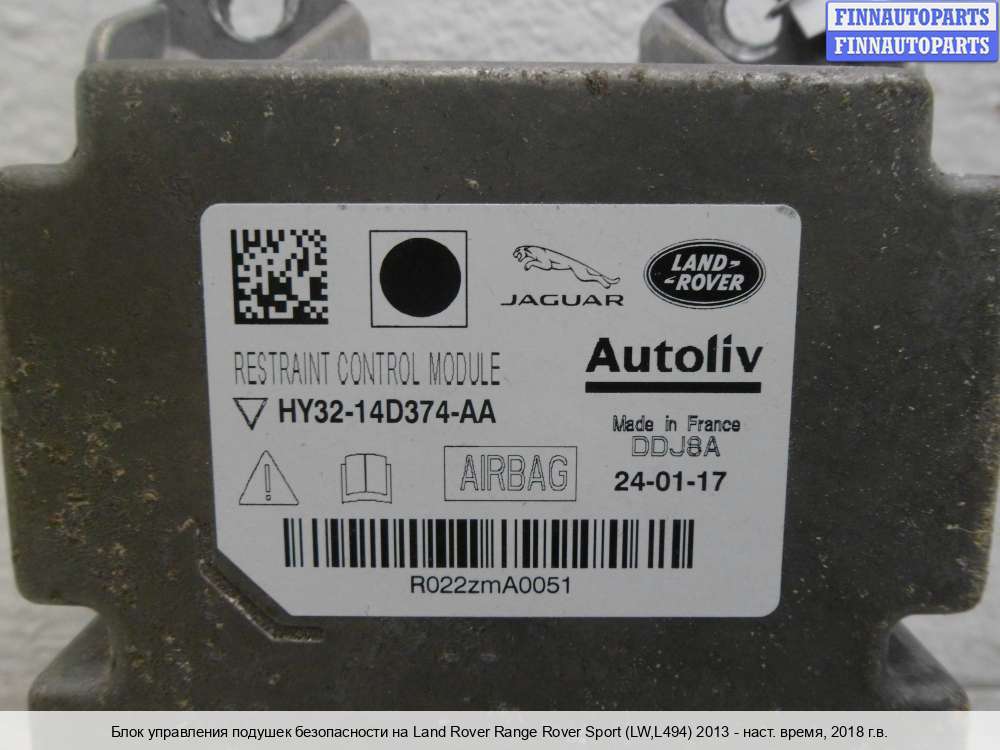 FINNAUTOPARTS
FINNAUTOPARTS
JAGUAR
LAND-
-ROVER
RESTRAINT CONTROL MODULE
Autoliv
HY32-14D374-AA
Made in France
DDJ8A
AIRBAG
24-01-17
R022zmA0051
Блок управления подушек безопасности на Land Rover Range Rover Sport (LW,L494) 2013 - наст. время, 2018 г.в.